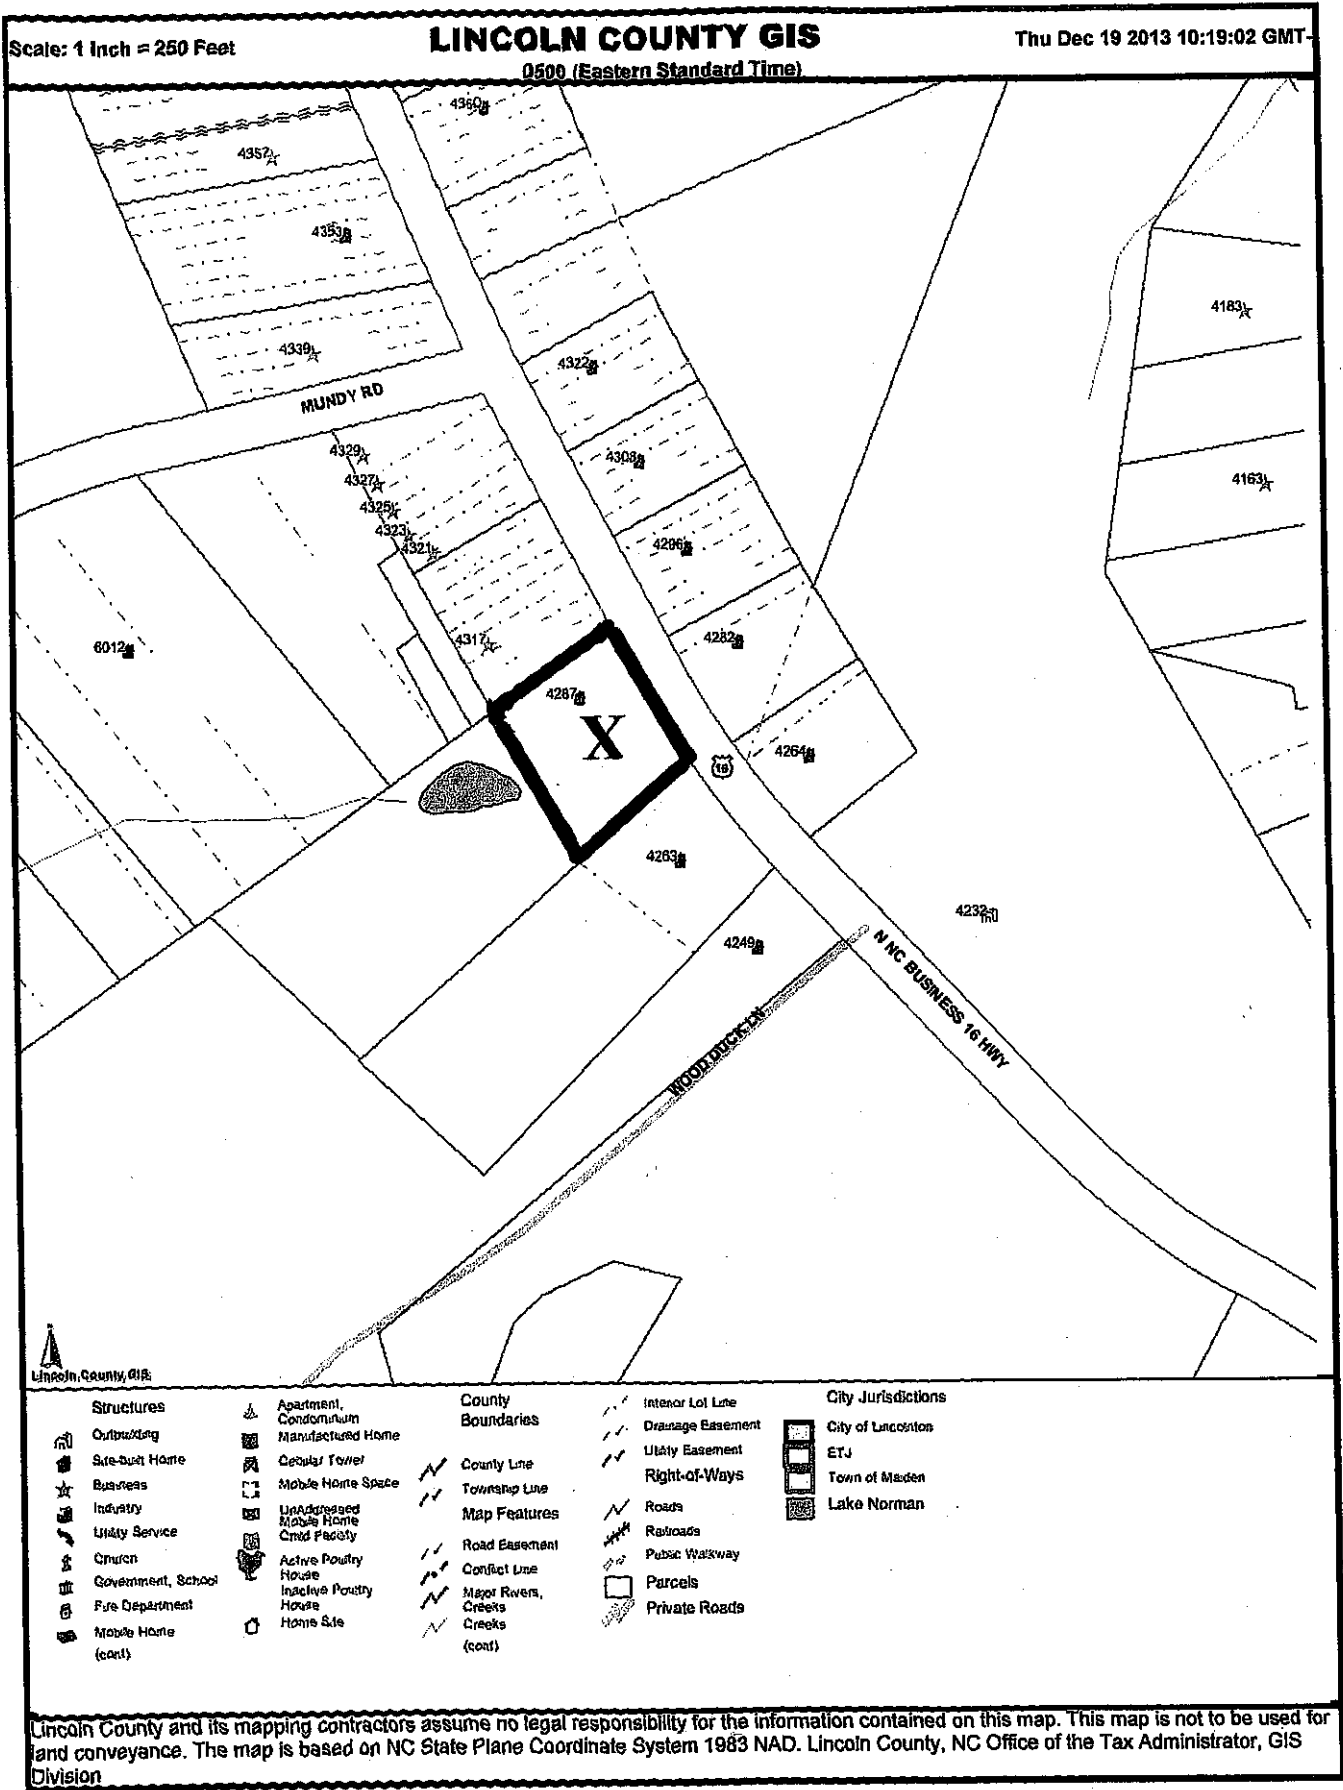 Scale: 1 Inch = 250 Feet
LINCOLN COUNTY GIS
Thu Dec 19 2013 10:19:02 GMT-
0500 (Eastern Standard Time)
4360
4352
4353
4183
4339
4322
MUNDY RD
4329
4308
4327
4163
4325
4323
4321
4296
4317
4282
6012
4287
X
4264
16
4263
4232
4249
N NC BUSINESS 16 HWY
WOOD DUCK LN
Lincoln County, GIS
Structures
Outbuilding
Site-built Home
Business
Industry
Utility Service
Church
Government, School
Fire Department
Mobile Home
(cont)
Apartment,
Condominium
Manufactured Home
Cellular Tower
Mobile Home Space
UnAddressed
Mobile Home
Child Facility
Active Poultry
House
Inactive Poultry
House
Home Site
County
Boundaries
County Line
Township Line
Map Features
Road Easement
Conflict Line
Major Rivers,
Creeks
Creeks
(cont)
Interior Lot Line
Drainage Easement
Utility Easement
Right-of-Ways
Roads
Railroads
Public Walkway
Parcels
Private Roads
City Jurisdictions
City of Lincolnton
ETJ
Town of Maiden
Lake Norman
Lincoln County and its mapping contractors assume no legal responsibility for the information contained on this map. This map is not to be used for
land conveyance. The map is based on NC State Plane Coordinate System 1983 NAD. Lincoln County, NC Office of the Tax Administrator, GIS
Division